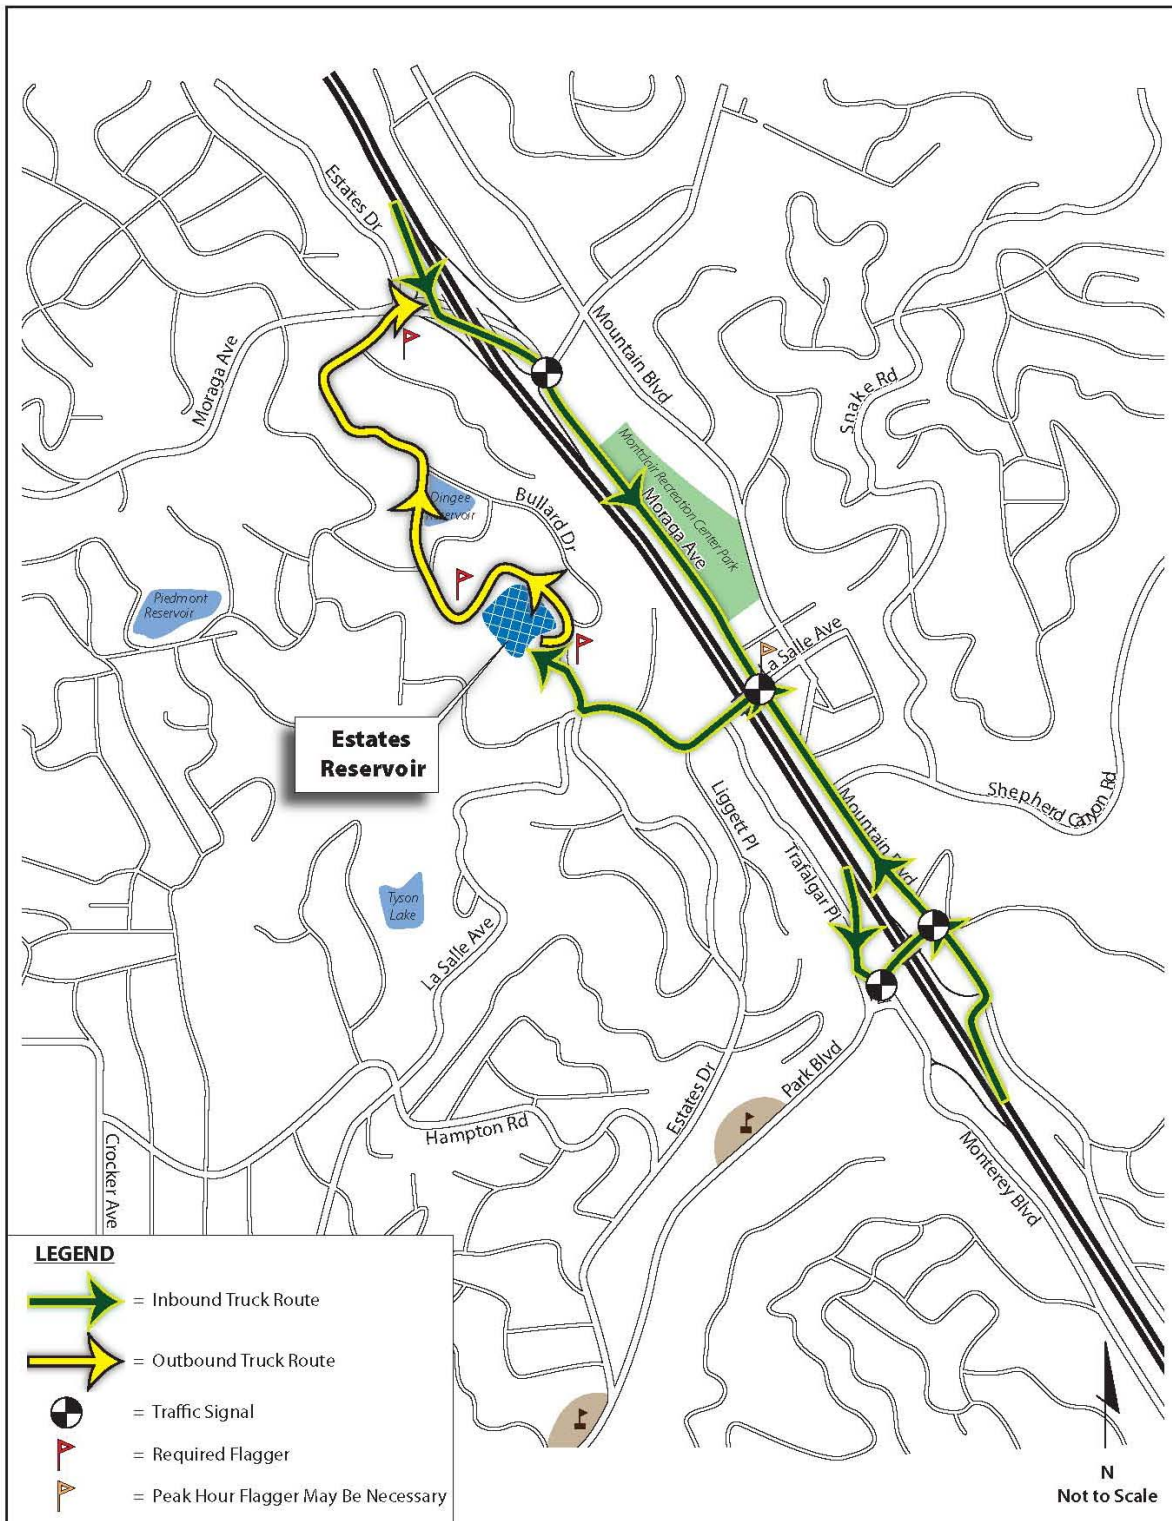 Estates Dr
Mountain Blvd
Moraga Ave
Snake Rd
Montclair Recreation Center Park
Moraga Ave
Dingee
Reservoir
Bullard Dr
Piedmont
Reservoir
La Salle Ave
Estates
Reservoir
Shepherd Canyon Rd
Mountain Blvd
Liggett Pl
Trafalgar Pl
Tyson
Lake
La Salle Ave
Park Blvd
Estates Dr
Hampton Rd
Crocker Ave
Monterey Blvd
LEGEND
= Inbound Truck Route
= Outbound Truck Route
= Traffic Signal
= Required Flagger
= Peak Hour Flagger May Be Necessary
N
Not to Scale